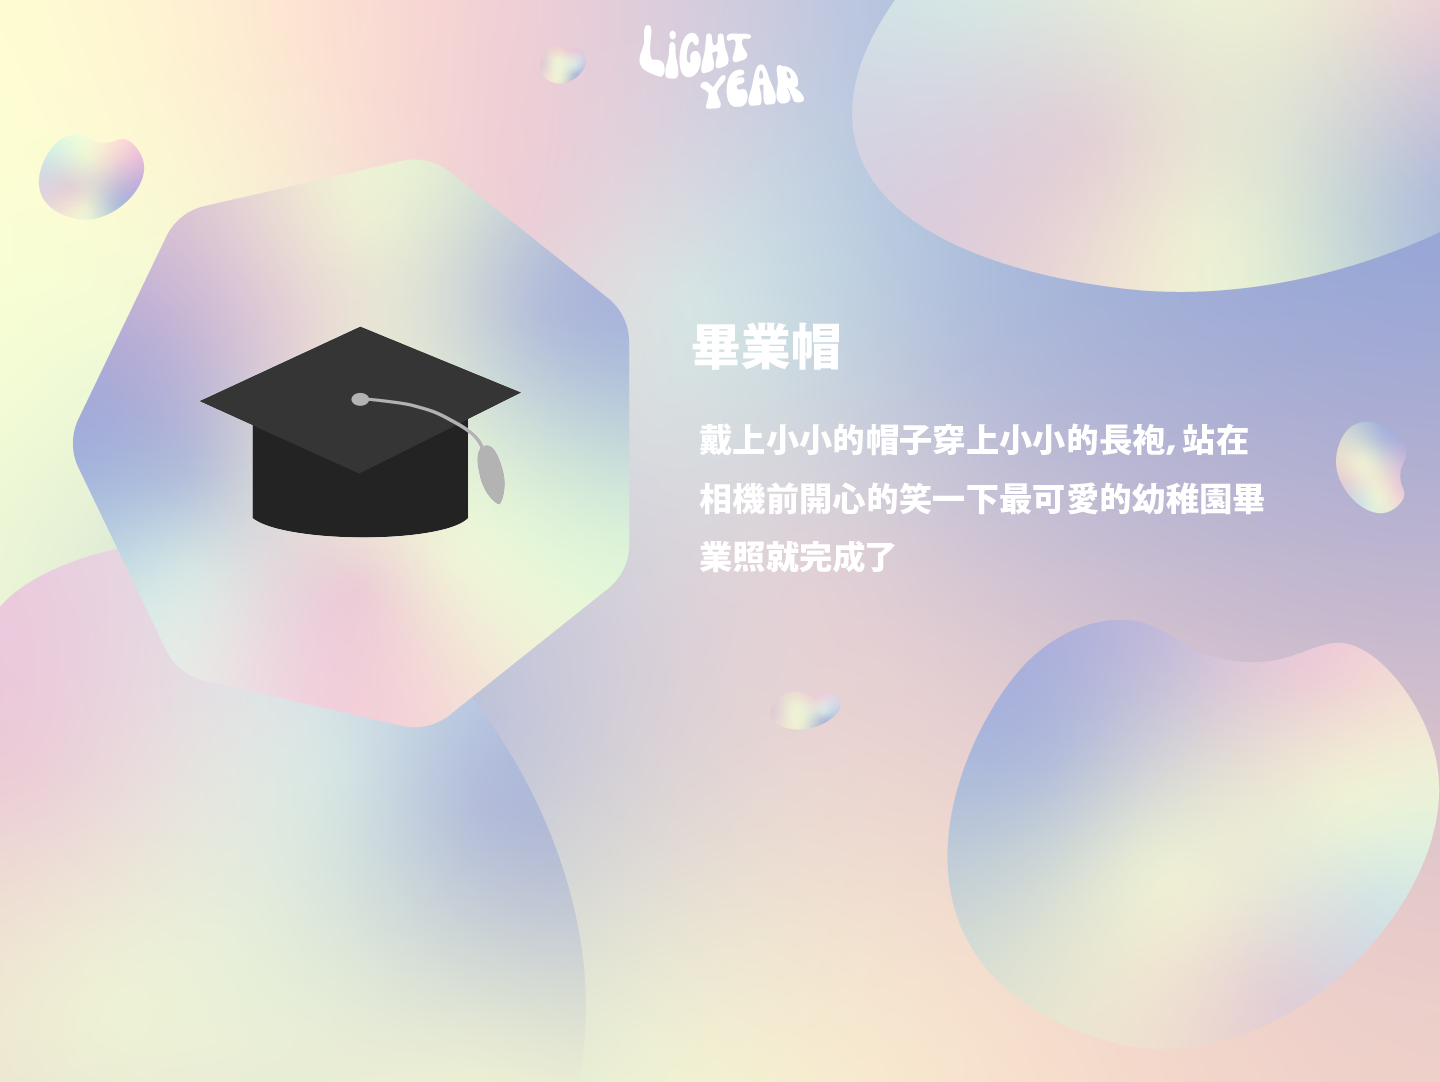 LiGHT
YEAR
畢業帽
戴上小小的帽子穿上小小的長袍, 站在
相機前開心的笑一下最可愛的幼稚園畢
業照就完成了